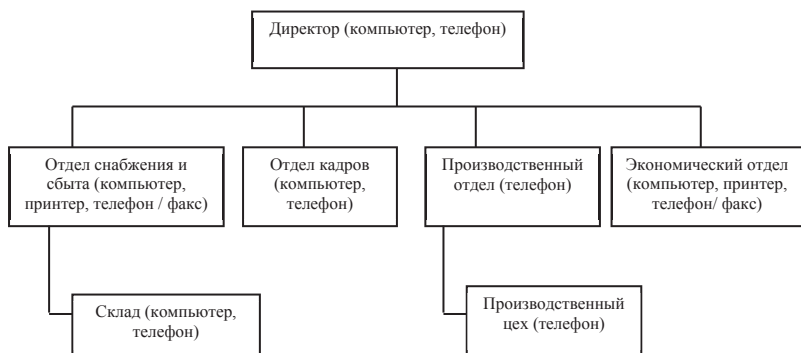 Директор (компьютер, телефон)
Отдел снабжения и
сбыта (компьютер,
принтер, телефон / факс)
Отдел кадров
(компьютер,
телефон)
Производственный
отдел (телефон)
Экономический отдел
(компьютер, принтер,
телефон/ факс)
Склад (компьютер,
телефон)
Производственный
цех (телефон)